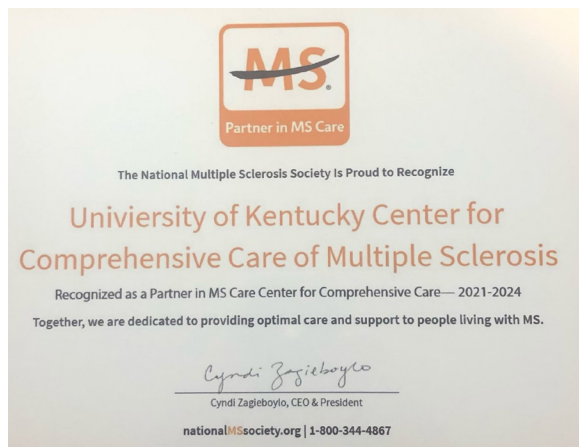 MS®
Partner in MS Care
The National Multiple Sclerosis Society Is Proud to Recognize
Univiersity of Kentucky Center for
Comprehensive Care of Multiple Sclerosis
Recognized as a Partner in MS Care Center for Comprehensive Care— 2021-2024
Together, we are dedicated to providing optimal care and support to people living with MS.
Cyndi Zagieboylo
Cyndi Zagieboylo, CEO & President
nationalMSsociety.org | 1-800-344-4867